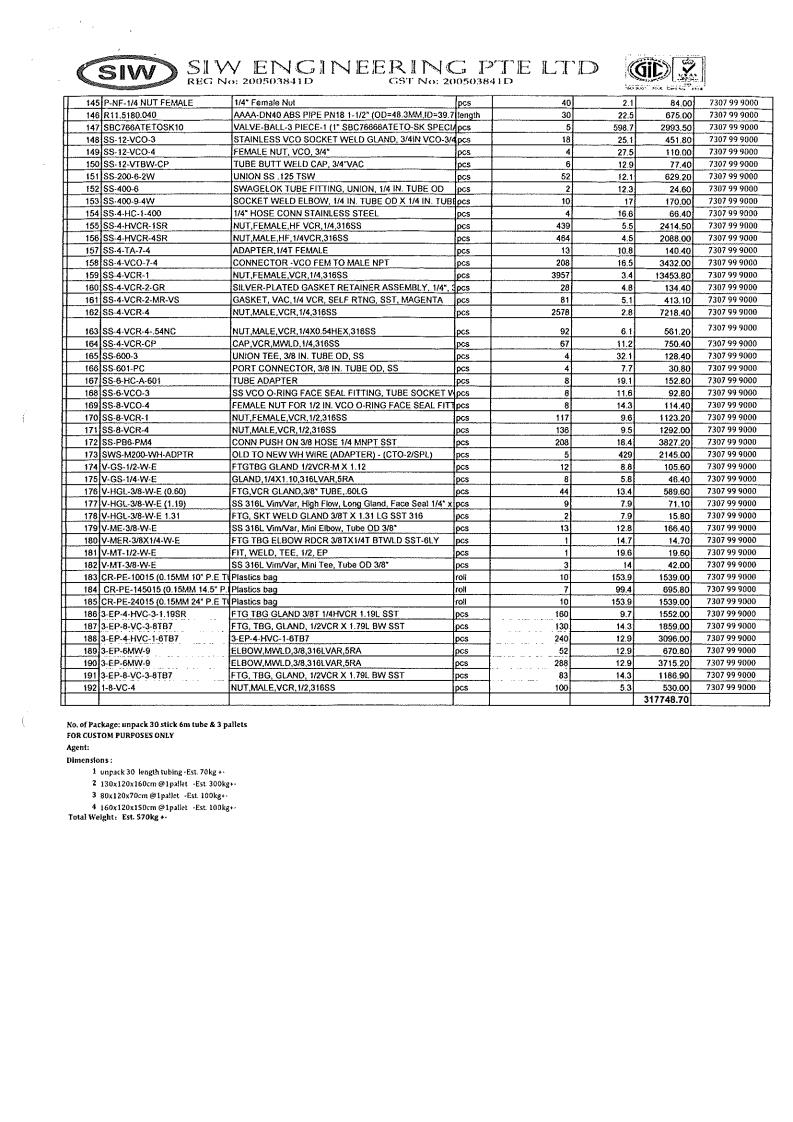 SIW
SIW ENGINEERING PTE LTD
REG No: 200503841D GST No: 200503841D
145 P-NF-1/4 NUT FEMALE 1/4" Female Nut pcs 40 2.1 84.00 7307 99 9000
146 R11.5180.040 AAAA-DN40 ABS PIPE PN18 1-1/2" (OD=48.3MM,ID=39.7 length 30 22.5 675.00 7307 99 9000
147 SBC766ATETOSK10 VALVE-BALL-3 PIECE-1 (1" SBC76666ATETO-SK SPECI pcs 5 598.7 2993.50 7307 99 9000
148 SS-12-VCO-3 STAINLESS VCO SOCKET WELD GLAND, 3/4IN VCO-3/4 pcs 18 25.1 451.80 7307 99 9000
149 SS-12-VCO-4 FEMALE NUT, VCO, 3/4" pcs 4 27.5 110.00 7307 99 9000
150 SS-12-VTBW-CP TUBE BUTT WELD CAP, 3/4"VAC pcs 6 12.9 77.40 7307 99 9000
151 SS-200-6-2W UNION SS .125 TSW pcs 52 12.1 629.20 7307 99 9000
152 SS-400-6 SWAGELOK TUBE FITTING, UNION, 1/4 IN. TUBE OD pcs 2 12.3 24.60 7307 99 9000
153 SS-400-9-4W SOCKET WELD ELBOW, 1/4 IN. TUBE OD X 1/4 IN. TUBE pcs 10 17 170.00 7307 99 9000
154 SS-4-HC-1-400 1/4" HOSE CONN STAINLESS STEEL pcs 4 16.6 66.40 7307 99 9000
155 SS-4-HVCR-1SR NUT,FEMALE,HF VCR,1/4,316SS pcs 439 5.5 2414.50 7307 99 9000
156 SS-4-HVCR-4SR NUT,MALE,HF,1/4VCR,316SS pcs 464 4.5 2088.00 7307 99 9000
157 SS-4-TA-7-4 ADAPTER,1/4T FEMALE pcs 13 10.8 140.40 7307 99 9000
158 SS-4-VCO-7-4 CONNECTOR -VCO FEM TO MALE NPT pcs 208 16.5 3432.00 7307 99 9000
159 SS-4-VCR-1 NUT,FEMALE,VCR,1/4,316SS pcs 3957 3.4 13453.80 7307 99 9000
160 SS-4-VCR-2-GR SILVER-PLATED GASKET RETAINER ASSEMBLY, 1/4", 3 pcs 28 4.8 134.40 7307 99 9000
161 SS-4-VCR-2-MR-VS GASKET, VAC,1/4 VCR, SELF RTNG, SST, MAGENTA pcs 81 5.1 413.10 7307 99 9000
162 SS-4-VCR-4 NUT,MALE,VCR,1/4,316SS pcs 2578 2.8 7218.40 7307 99 9000
163 SS-4-VCR-4-.54NC NUT,MALE,VCR,1/4X0.54HEX,316SS pcs 92 6.1 561.20 7307 99 9000
164 SS-4-VCR-CP CAP,VCR,MWLD,1/4,316SS pcs 67 11.2 750.40 7307 99 9000
165 SS-600-3 UNION TEE, 3/8 IN. TUBE OD, SS pcs 4 32.1 128.40 7307 99 9000
166 SS-601-PC PORT CONNECTOR, 3/8 IN. TUBE OD, SS pcs 4 7.7 30.80 7307 99 9000
167 SS-6-HC-A-601 TUBE ADAPTER pcs 8 19.1 152.80 7307 99 9000
168 SS-6-VCO-3 SS VCO O-RING FACE SEAL FITTING, TUBE SOCKET W pcs 8 11.6 92.80 7307 99 9000
169 SS-8-VCO-4 FEMALE NUT FOR 1/2 IN. VCO O-RING FACE SEAL FITT pcs 8 14.3 114.40 7307 99 9000
170 SS-8-VCR-1 NUT,FEMALE,VCR,1/2,316SS pcs 117 9.6 1123.20 7307 99 9000
171 SS-8-VCR-4 NUT,MALE,VCR,1/2,316SS pcs 136 9.5 1292.00 7307 99 9000
172 SS-PB6-PM4 CONN PUSH ON 3/8 HOSE 1/4 MNPT SST pcs 208 18.4 3827.20 7307 99 9000
173 SWS-M200-WH-ADPTR OLD TO NEW WH WIRE (ADAPTER) - (CTO-2/SPL) pcs 5 429 2145.00 7307 99 9000
174 V-GS-1/2-W-E FTGTBG GLAND 1/2VCR-M X 1.12 pcs 12 8.8 105.60 7307 99 9000
175 V-GS-1/4-W-E GLAND,1/4X1.10,316LVAR,5RA pcs 8 5.8 46.40 7307 99 9000
176 V-HGL-3/8-W-E (0.60) FTG,VCR GLAND,3/8" TUBE,.60LG pcs 44 13.4 589.60 7307 99 9000
177 V-HGL-3/8-W-E (1.19) SS 316L Vim/Var, High Flow, Long Gland, Face Seal 1/4" x pcs 9 7.9 71.10 7307 99 9000
178 V-HGL-3/8-W-E 1.31 FTG, SKT WELD GLAND 3/8T X 1.31 LG SST 316 pcs 2 7.9 15.80 7307 99 9000
179 V-ME-3/8-W-E SS 316L Vim/Var, Mini Elbow, Tube OD 3/8" pcs 13 12.8 166.40 7307 99 9000
180 V-MER-3/8X1/4-W-E FTG TBG ELBOW RDCR 3/8TX1/4T BTWLD SST-6LY pcs 1 14.7 14.70 7307 99 9000
181 V-MT-1/2-W-E FIT, WELD, TEE, 1/2, EP pcs 1 19.6 19.60 7307 99 9000
182 V-MT-3/8-W-E SS 316L Vim/Var, Mini Tee, Tube OD 3/8" pcs 3 14 42.00 7307 99 9000
183 CR-PE-10015 (0.15MM 10" P.E TU Plastics bag roll 10 153.9 1539.00 7307 99 9000
184 CR-PE-145015 (0.15MM 14.5" P. Plastics bag roll 7 99.4 695.80 7307 99 9000
185 CR-PE-24015 (0.15MM 24" P.E TU Plastics bag roll 10 153.9 1539.00 7307 99 9000
186 3-EP-4-HVC-3-1.19SR FTG TBG GLAND 3/8T 1/4HVCR 1.19L SST pcs 160 9.7 1552.00 7307 99 9000
187 3-EP-8-VC-3-8TB7 FTG, TBG, GLAND, 1/2VCR X 1.79L BW SST pcs 130 14.3 1859.00 7307 99 9000
188 3-EP-4-HVC-1-6TB7 3-EP-4-HVC-1-6TB7 pcs 240 12.9 3096.00 7307 99 9000
189 3-EP-6MW-9 ELBOW,MWLD,3/8,316LVAR,5RA pcs 52 12.9 670.80 7307 99 9000
190 3-EP-6MW-9 ELBOW,MWLD,3/8,316LVAR,5RA pcs 288 12.9 3715.20 7307 99 9000
191 3-EP-8-VC-3-8TB7 FTG, TBG, GLAND, 1/2VCR X 1.79L BW SST pcs 83 14.3 1186.90 7307 99 9000
192 1-8-VC-4 NUT,MALE,VCR,1/2,316SS pcs 100 5.3 530.00 7307 99 9000
317748.70
No. of Package: unpack 30 stick 6m tube & 3 pallets
FOR CUSTOM PURPOSES ONLY
Agent:
Dimensions :
1 unpack 30 length tubing -Est. 70kg +-
2 130x120x160cm @1pallet -Est. 300kg+-
3 80x120x70cm @1pallet -Est. 100kg+-
4 160x120x150cm @1pallet -Est. 100kg+-
Total Weight: Est. 570kg +-